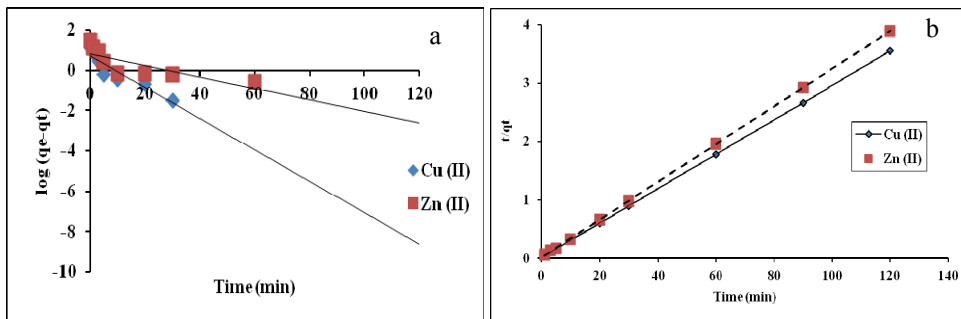 a
2
0
0 20 40 60 80 100 120
-2
-4
-6
-8
-10
log (qe-qt)
Time (min)
Cu (II)
Zn (II)
b
4
3
2
1
0
0 20 40 60 80 100 120 140
t/qt
Time (min)
Cu (II)
Zn (II)